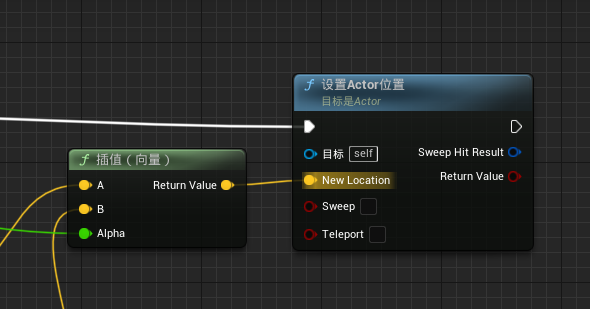 设置Actor位置
目标是Actor
目标 self
Sweep Hit Result
New Location
Return Value
Sweep
Teleport
插值（向量）
A
Return Value
B
Alpha